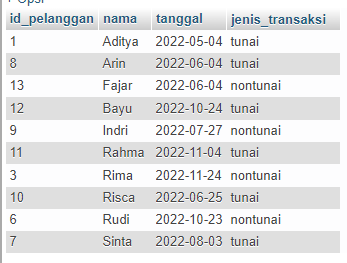 id_pelanggan nama tanggal jenis_transaksi
1 Aditya 2022-05-04 tunai
8 Arin 2022-06-04 tunai
13 Fajar 2022-06-04 nontunai
12 Bayu 2022-10-24 tunai
9 Indri 2022-07-27 nontunai
11 Rahma 2022-11-04 tunai
3 Rima 2022-11-24 nontunai
10 Risca 2022-06-25 tunai
6 Rudi 2022-10-23 nontunai
7 Sinta 2022-08-03 tunai